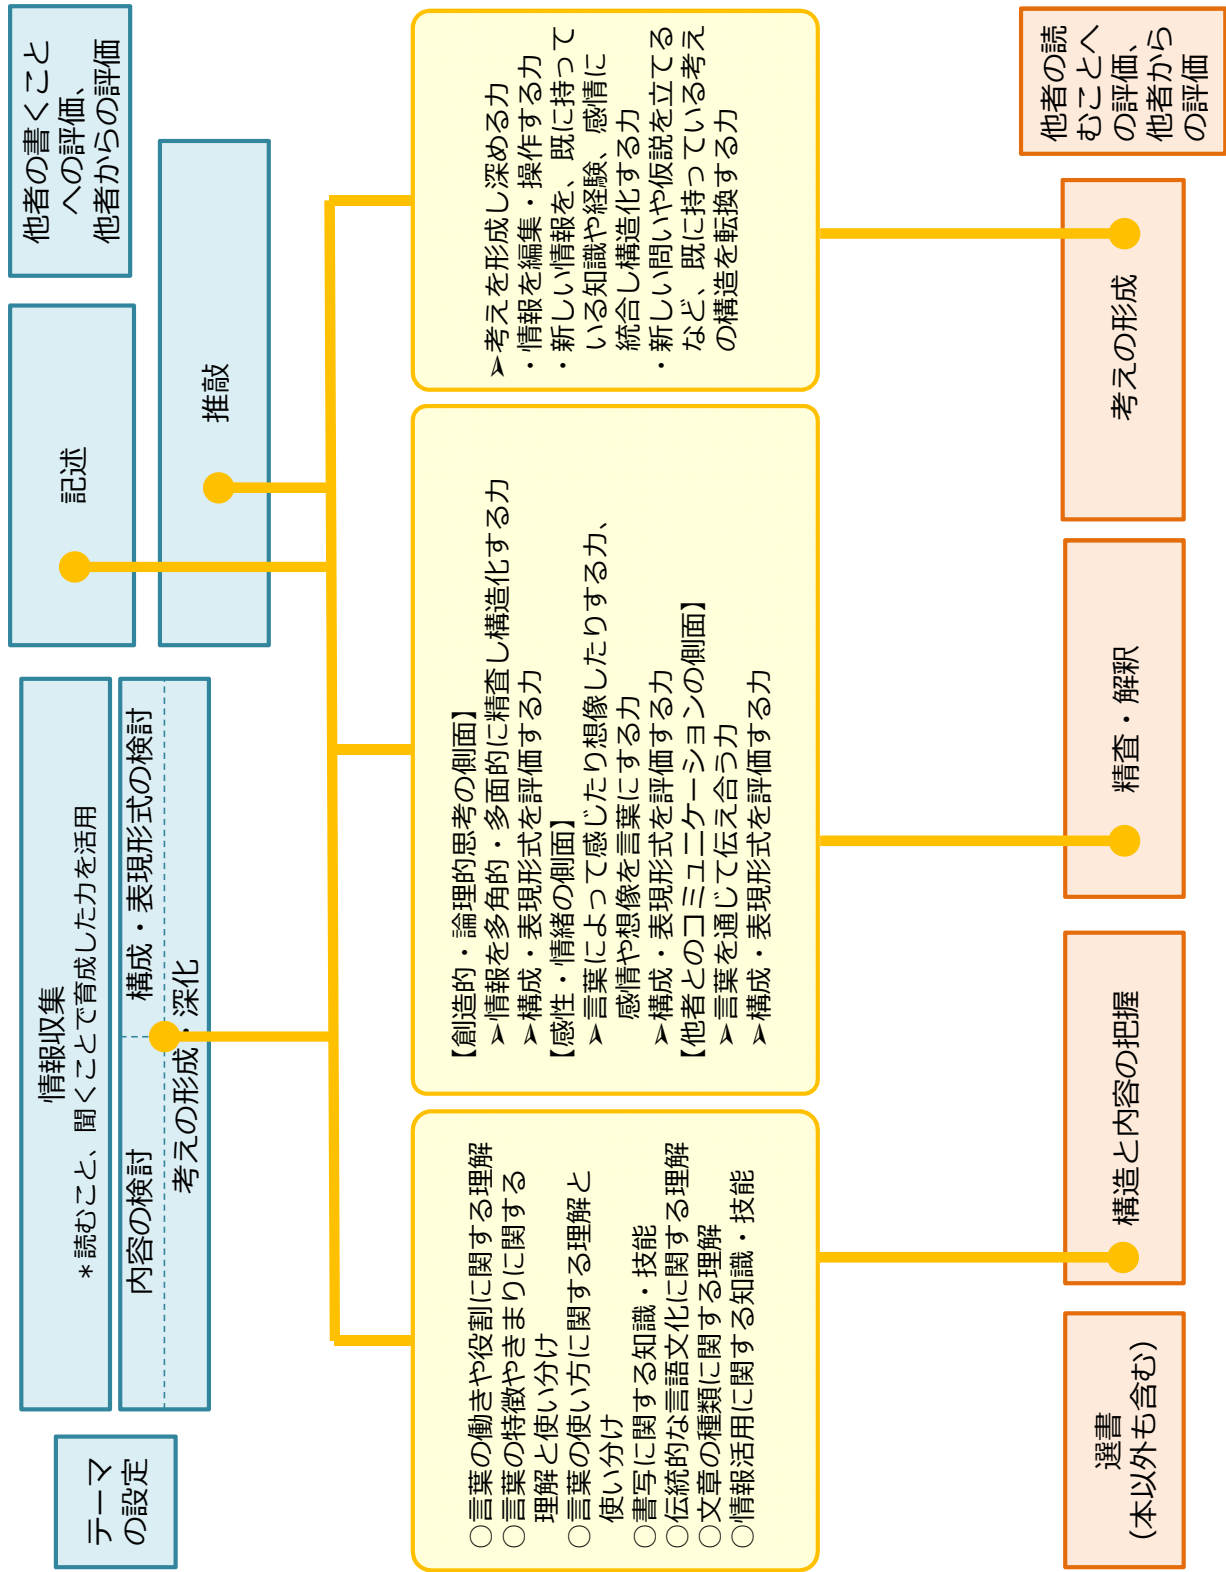 テーマ
の設定
情報収集
＊読むこと、聞くことで育成した力を活用
内容の検討
構成・表現形式の検討
考えの形成・深化
記述
推敲
他者の書くこと
への評価、
他者からの評価
○言葉の働きや役割に関する理解
○言葉の特徴やきまりに関する
理解と使い分け
○言葉の使い方に関する理解と
使い分け
○書写に関する知識・技能
○伝統的な言語文化に関する理解
○文章の種類に関する理解
○情報活用に関する知識・技能
【創造的・論理的思考の側面】
➢情報を多角的・多面的に精査し構造化する力
➢構成・表現形式を評価する力
【感性・情緒の側面】
➢言葉によって感じたり想像したりする力、
感情や想像を言葉にする力
➢構成・表現形式を評価する力
【他者とのコミュニケーションの側面】
➢言葉を通じて伝え合う力
➢構成・表現形式を評価する力
➢考えを形成し深める力
・情報を編集・操作する力
・新しい情報を、既に持って
いる知識や経験、感情に
統合し構造化する力
・新しい問いや仮説を立てる
など、既に持っている考え
の構造を転換する力
選書
(本以外も含む)
構造と内容の把握
精査・解釈
考えの形成
他者の読
むことへ
の評価、
他者から
の評価